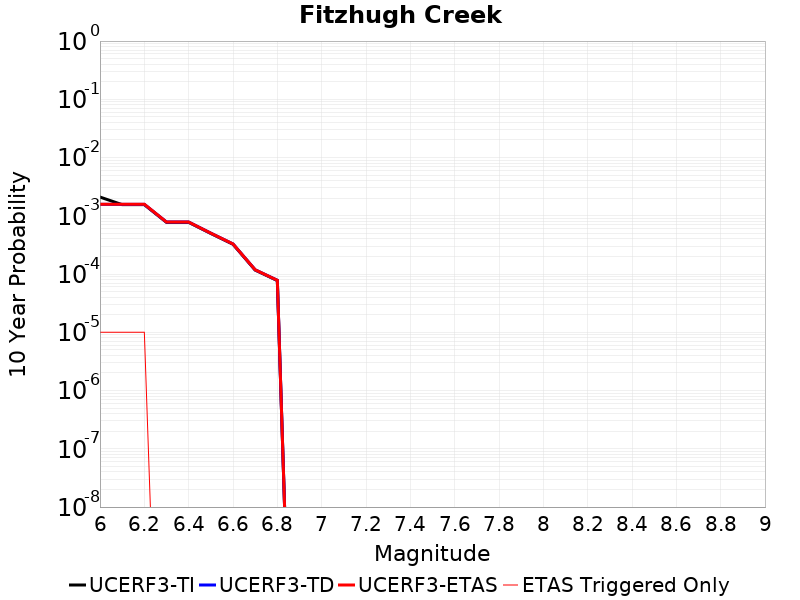 Fitzhugh Creek
10 Year Probability
10^0
10^-1
10^-2
10^-3
10^-4
10^-5
10^-6
10^-7
10^-8
6 6.2 6.4 6.6 6.8 7 7.2 7.4 7.6 7.8 8 8.2 8.4 8.6 8.8 9
Magnitude
UCERF3-TI UCERF3-TD UCERF3-ETAS ETAS Triggered Only